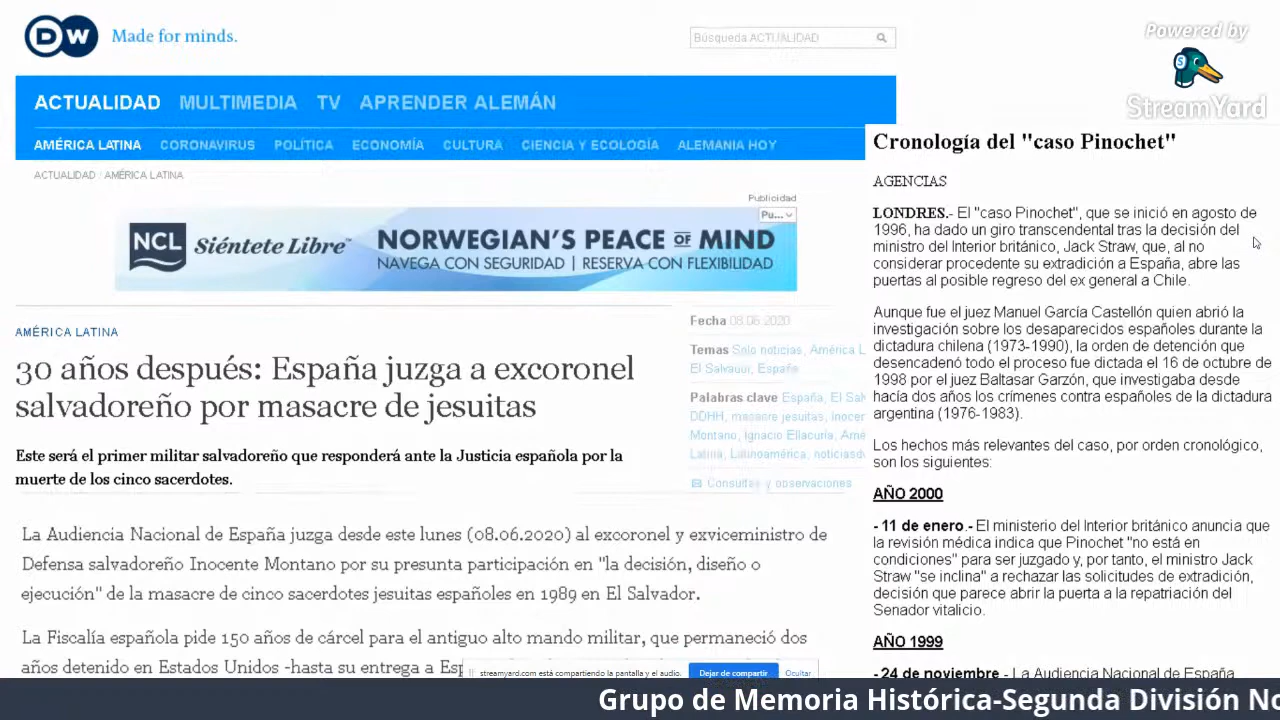 DW
Made for minds.
Búsqueda ACTUALIDAD
Powered by
StreamYard
ACTUALIDAD MULTIMEDIA TV APRENDER ALEMÁN
AMÉRICA LATINA CORONAVIRUS POLÍTICA ECONOMÍA CULTURA CIENCIA Y ECOLOGÍA ALEMANIA HOY
ACTUALIDAD / AMÉRICA LATINA
Publicidad
Pu...
NCL Siéntete Libre™ NORWEGIAN'S PEACE OF MIND
NAVEGA CON SEGURIDAD | RESERVA CON FLEXIBILIDAD
AMÉRICA LATINA
30 años después: España juzga a excoronel
salvadoreño por masacre de jesuitas
Este será el primer militar salvadoreño que responderá ante la Justicia española por la
muerte de los cinco sacerdotes.
Fecha 08.06.2020
Temas Solo noticias, América L
El Salvador, España
Palabras clave España, El Sal
DDHH, masacre jesuitas, Inocen
Montano, Ignacio Ellacuría, Amé
Latina, Latinoamérica, noticiasdv
Consultas y observaciones
La Audiencia Nacional de España juzga desde este lunes (08.06.2020) al excoronel y exviceministro de
Defensa salvadoreño Inocente Montano por su presunta participación en "la decisión, diseño o
ejecución" de la masacre de cinco sacerdotes jesuitas españoles en 1989 en El Salvador.
La Fiscalía española pide 150 años de cárcel para el antiguo alto mando militar, que permaneció dos
años detenido en Estados Unidos -hasta su entrega a Esp
Cronología del "caso Pinochet"
AGENCIAS
LONDRES.- El "caso Pinochet", que se inició en agosto de
1996, ha dado un giro transcendental tras la decisión del
ministro del Interior británico, Jack Straw, que, al no
considerar procedente su extradición a España, abre las
puertas al posible regreso del ex general a Chile.
Aunque fue el juez Manuel García Castellón quien abrió la
investigación sobre los desaparecidos españoles durante la
dictadura chilena (1973-1990), la orden de detención que
desencadenó todo el proceso fue dictada el 16 de octubre de
1998 por el juez Baltasar Garzón, que investigaba desde
hacía dos años los crímenes contra españoles de la dictadura
argentina (1976-1983).
Los hechos más relevantes del caso, por orden cronológico,
son los siguientes:
AÑO 2000
- 11 de enero.- El ministerio del Interior británico anuncia que
la revisión médica indica que Pinochet "no está en
condiciones" para ser juzgado y, por tanto, el ministro Jack
Straw "se inclina" a rechazar las solicitudes de extradición,
decisión que parece abrir la puerta a la repatriación del
Senador vitalicio.
AÑO 1999
- 24 de noviembre - La Audiencia Nacional de España
streamyard.com está compartiendo la pantalla y el audio. Dejar de compartir Ocultar
Grupo de Memoria Histórica-Segunda División No